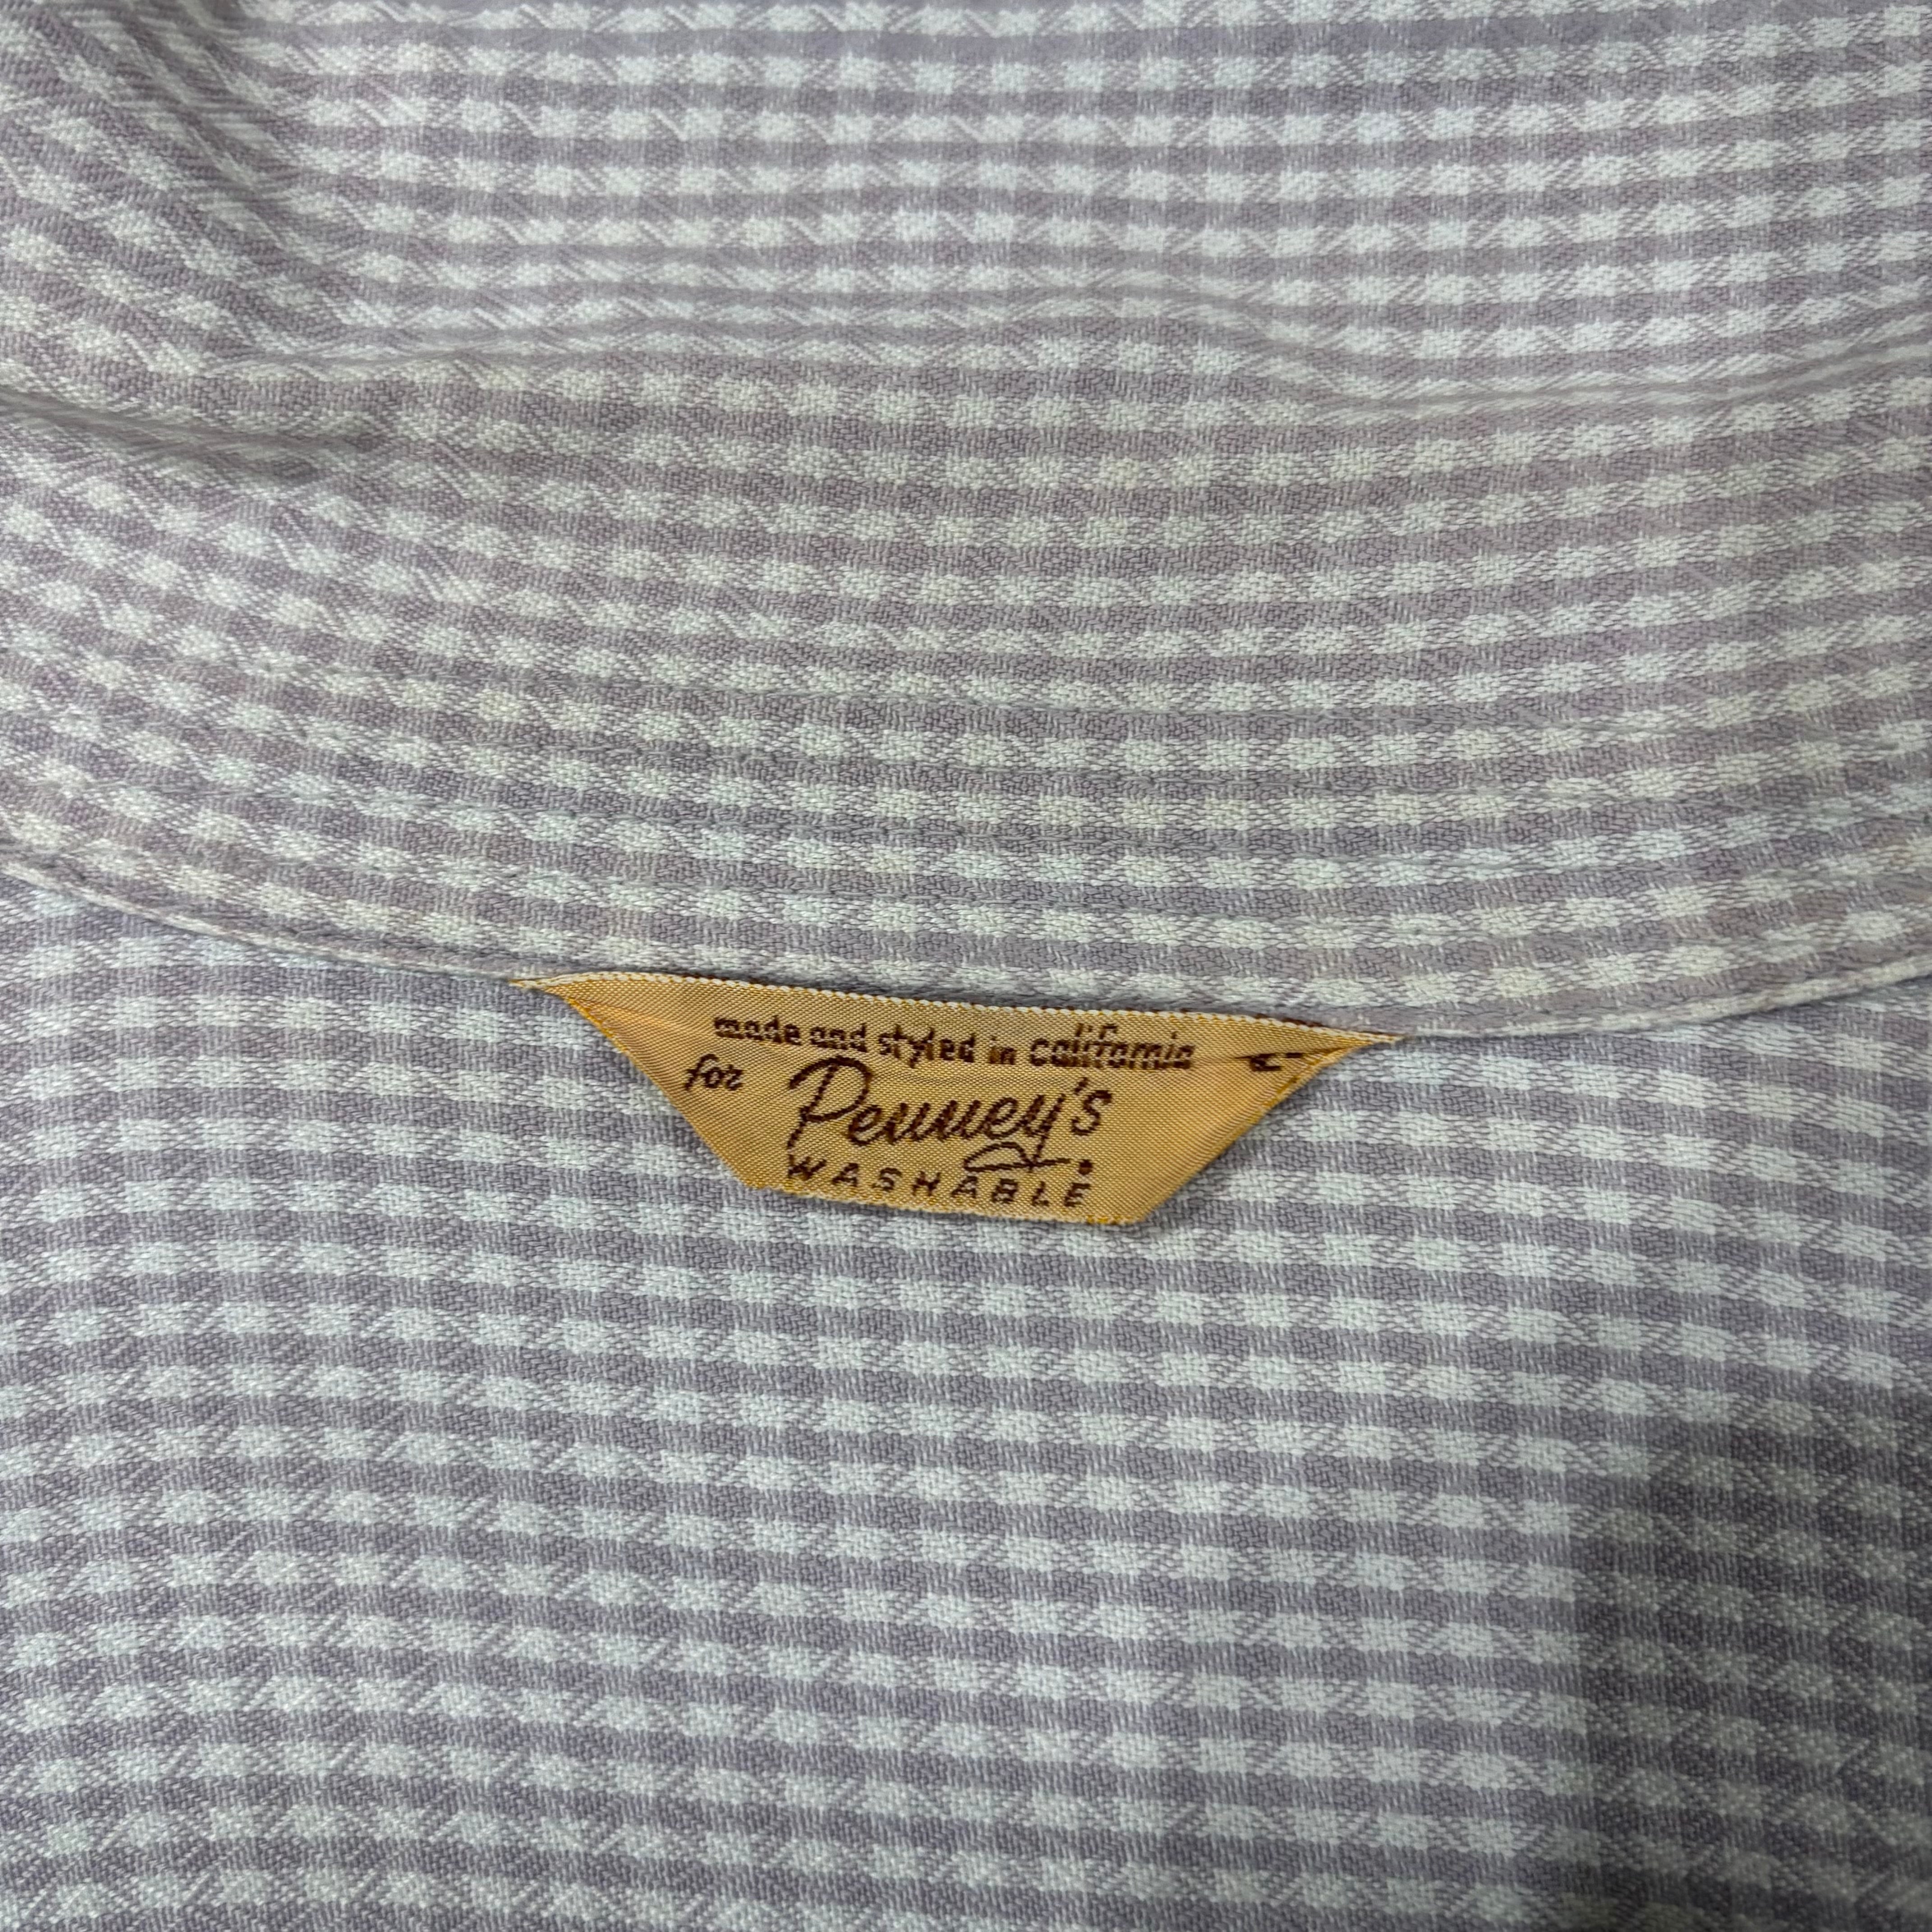 made and styled in california
for Penney's
WASHABLE